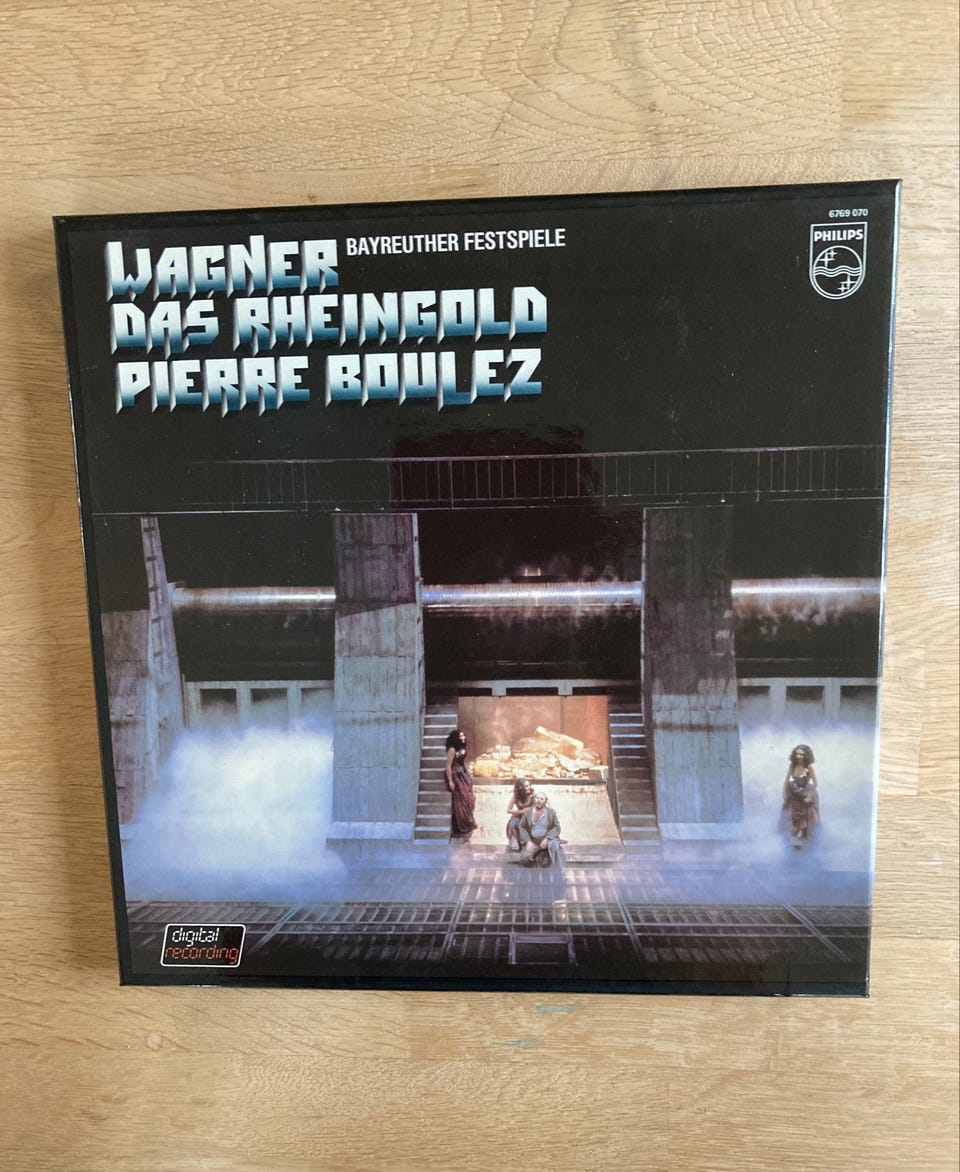 WAGNER BAYREUTHER FESTSPIELE
DAS RHEINGOLD
PIERRE BOULEZ
6769 070
PHILIPS
digital
recording